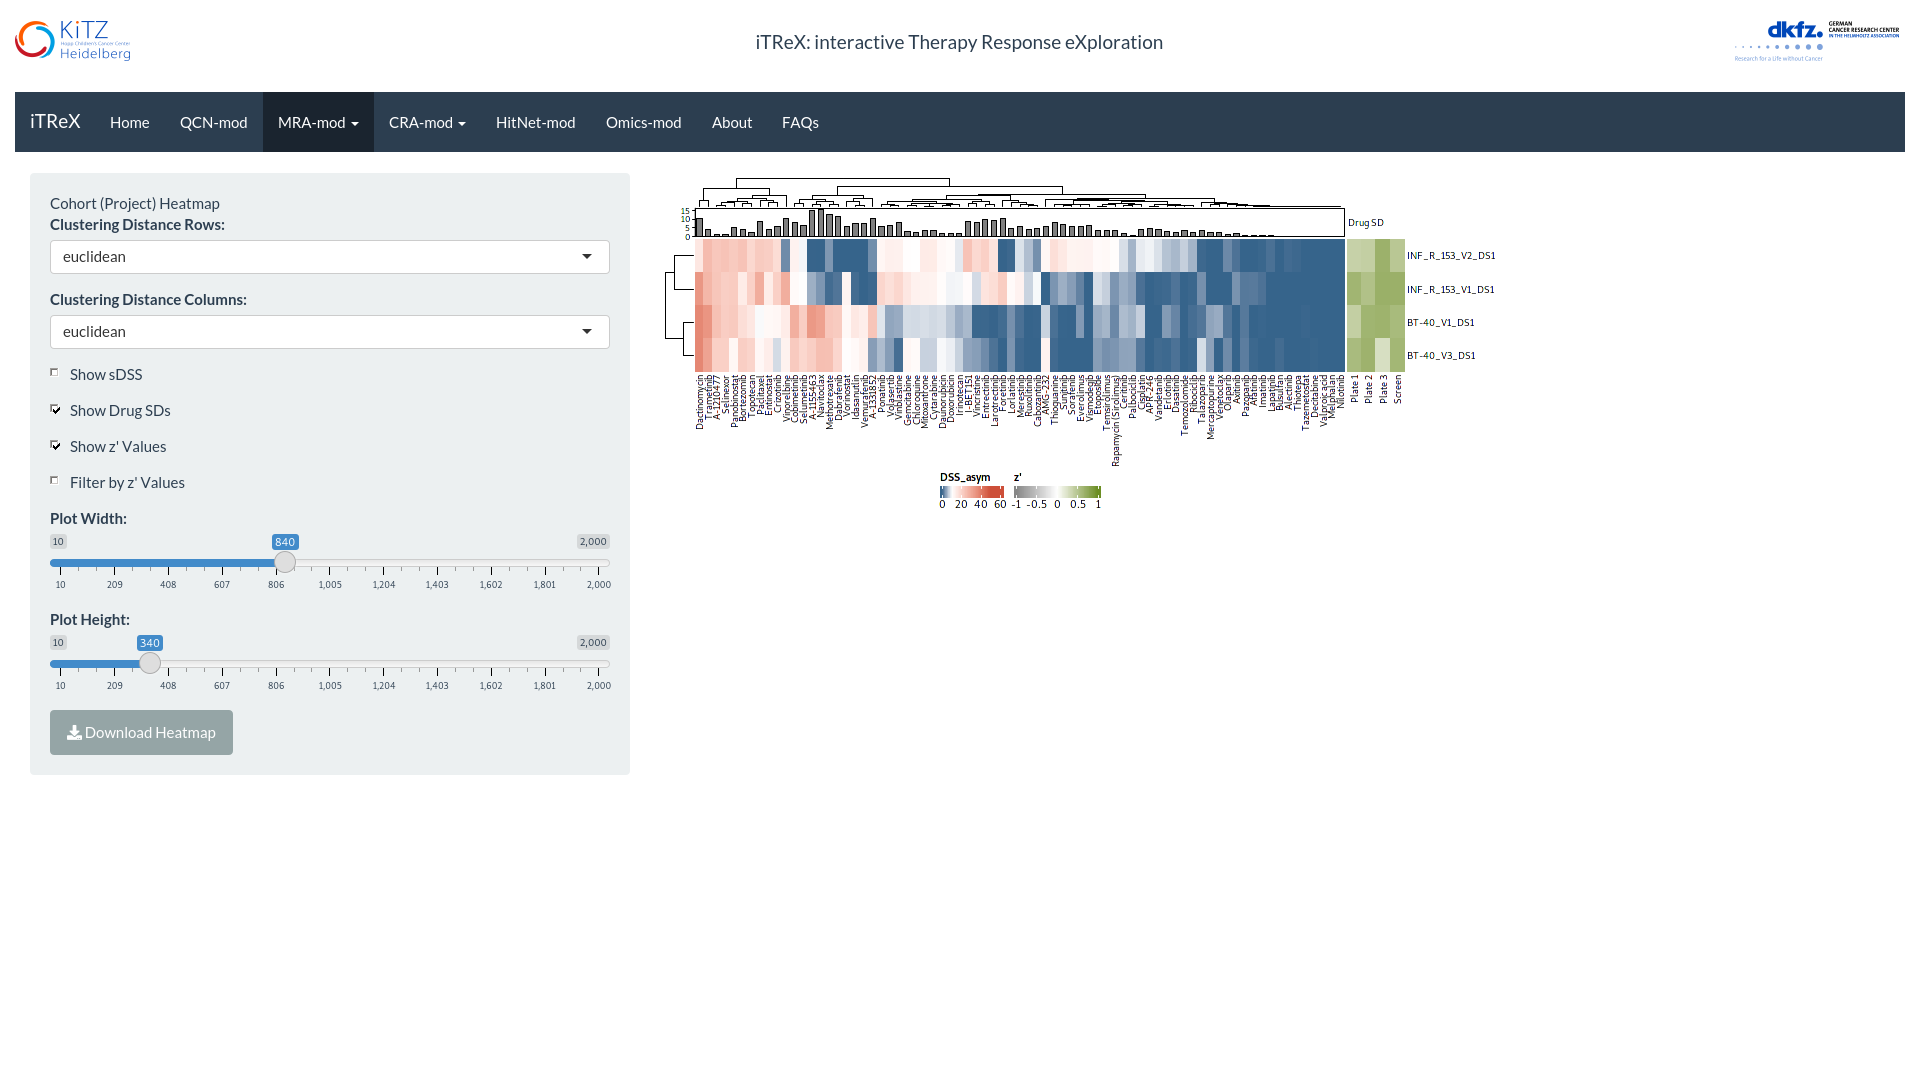 KiTZ
Hopp Children's Cancer Center
Heidelberg
iTReX: interactive Therapy Response eXploration
dkfz.
GERMAN
CANCER RESEARCH CENTER
IN THE HELMHOLTZ ASSOCIATION
Research for a Life without Cancer
iTReX Home QCN-mod MRA-mod CRA-mod HitNet-mod Omics-mod About FAQs
Cohort (Project) Heatmap
Clustering Distance Rows:
euclidean
Clustering Distance Columns:
euclidean
Show sDSS
Show Drug SDs
Show z' Values
Filter by z' Values
Plot Width:
10 840 2,000
10 209 408 607 806 1,005 1,204 1,403 1,602 1,801 2,000
Plot Height:
10 340 2,000
10 209 408 607 806 1,005 1,204 1,403 1,602 1,801 2,000
Download Heatmap
15
10
5
0
Drug SD
INF_R_153_V2_DS1
INF_R_153_V1_DS1
BT-40_V1_DS1
BT-40_V3_DS1
Dactinomycin
Trametinib
A-1210477
Selinexor
Panobinostat
Bortezomib
Topotecan
Paclitaxel
Entinostat
Crizotinib
Vinorelbine
Cobimetinib
Selumetinib
A-1155463
Navitoclax
Methotrexate
Dabrafenib
Vorinostat
Idasanutlin
Vemurafenib
A-1331852
Ponatinib
Volasertib
Vinblastine
Gemcitabine
Chloroquine
Mitoxantrone
Cytarabine
Daunorubicin
Doxorubicin
Irinotecan
I-BET151
Vincristine
Entrectinib
Larotrectinib
Foretinib
Lorlatinib
Merestinib
Ruxolitinib
Cabozantinib
AMG-232
Thioguanine
Sunitinib
Sorafenib
Everolimus
Vismodegib
Etoposide
Temsirolimus
Rapamycin (Sirolimus)
Ceritinib
Palbociclib
Cisplatin
APR-246
Vandetanib
Erlotinib
Dasatinib
Temozolomide
Ribociclib
Talazoparib
Mercaptopurine
Venetoclax
Olaparib
Axitinib
Pazopanib
Afatinib
Imatinib
Lapatinib
Busulfan
Alectinib
Thiotepa
Tazemetostat
Decitabine
Valproic acid
Melphalan
Nilotinib
Plate 1
Plate 2
Plate 3
Screen
DSS_asym
0 20 40 60
z'
-1 -0.5 0 0.5 1